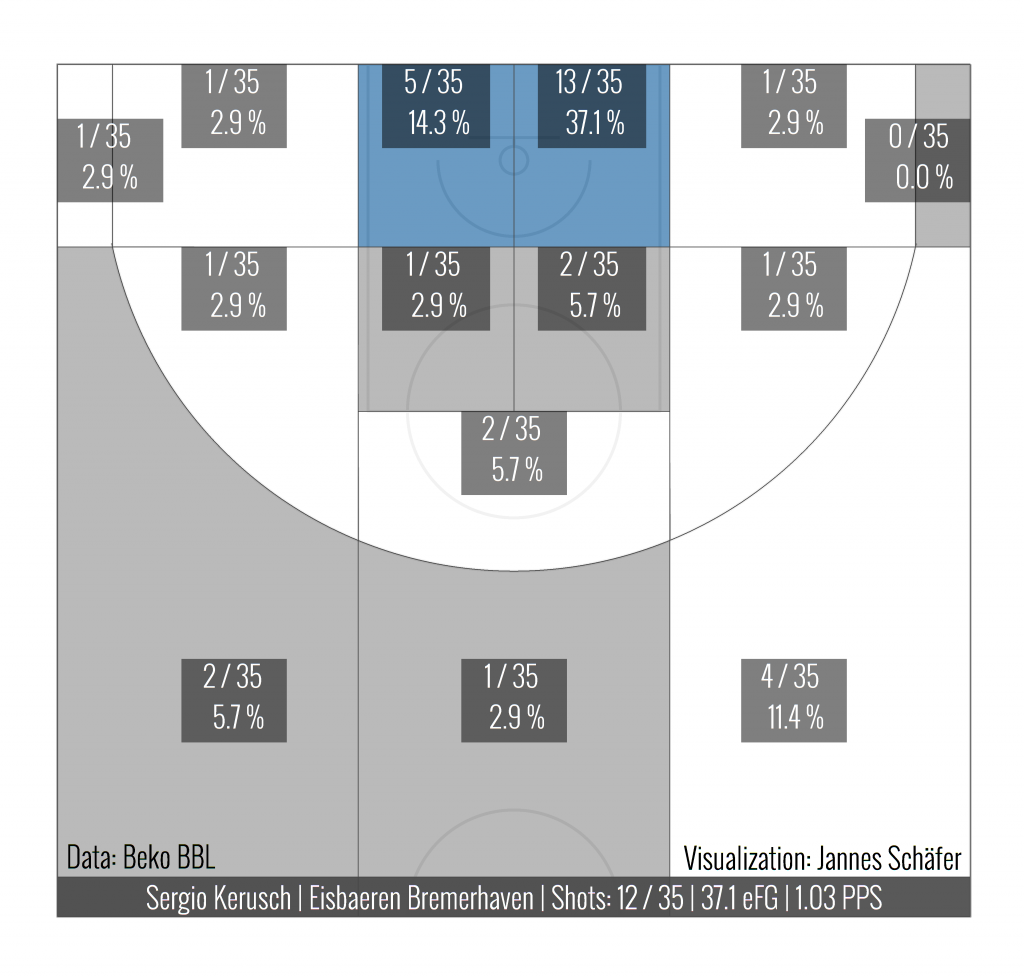 1 / 35
2.9 %
5 / 35
14.3 %
13 / 35
37.1 %
1 / 35
2.9 %
1 / 35
2.9 %
0 / 35
0.0 %
1 / 35
2.9 %
1 / 35
2.9 %
2 / 35
5.7 %
1 / 35
2.9 %
2 / 35
5.7 %
2 / 35
5.7 %
1 / 35
2.9 %
4 / 35
11.4 %
Data: Beko BBL
Visualization: Jannes Schäfer
Sergio Kerusch | Eisbaeren Bremerhaven | Shots: 12 / 35 | 37.1 eFG | 1.03 PPS